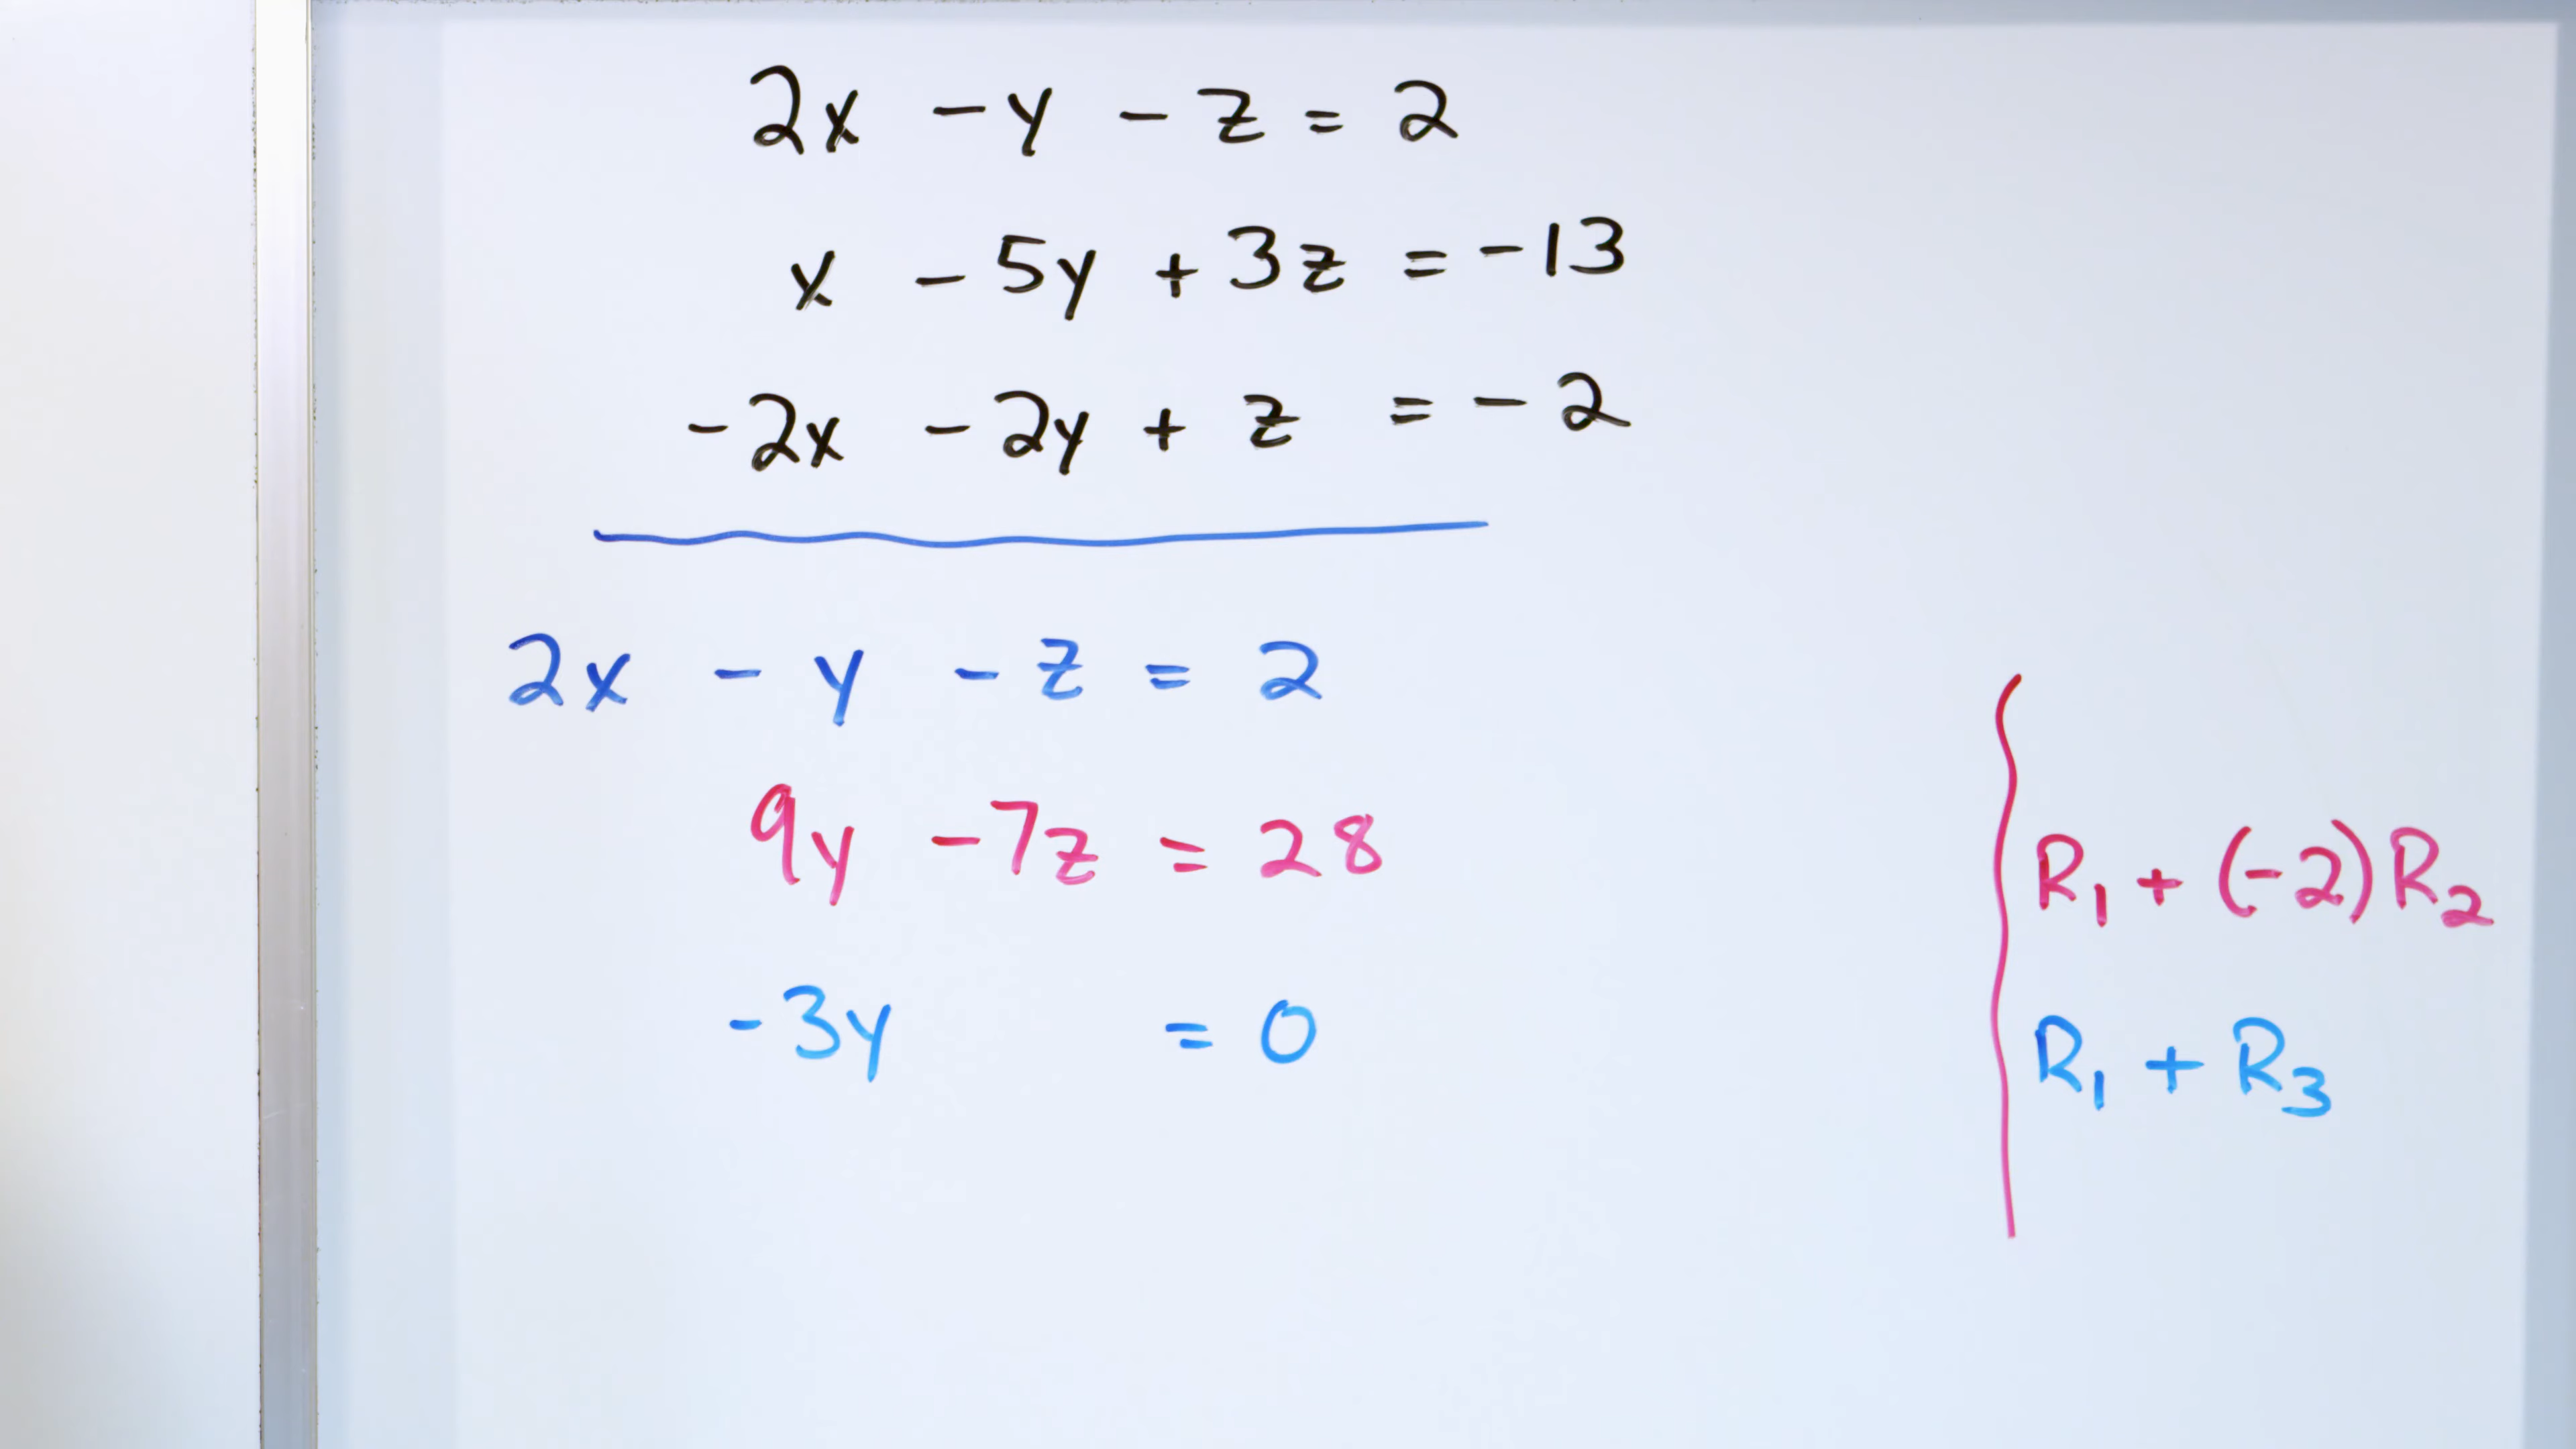 2x - y - z = 2
x - 5y + 3z = -13
-2x - 2y + z = -2
2x - y - z = 2
9y - 7z = 28 R₁ + (-2)R₂
-3y = 0 R₁ + R₃